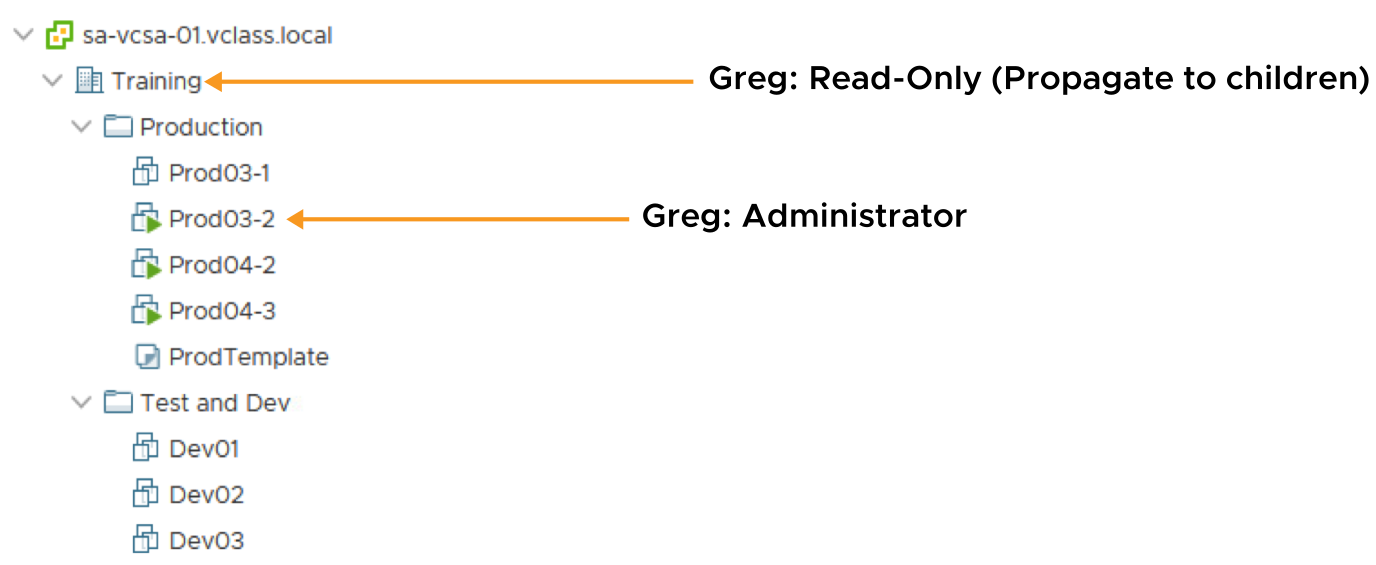 sa-vcsa-01.vclass.local
Training
Greg: Read-Only (Propagate to children)
Production
Prod03-1
Prod03-2
Greg: Administrator
Prod04-2
Prod04-3
ProdTemplate
Test and Dev
Dev01
Dev02
Dev03